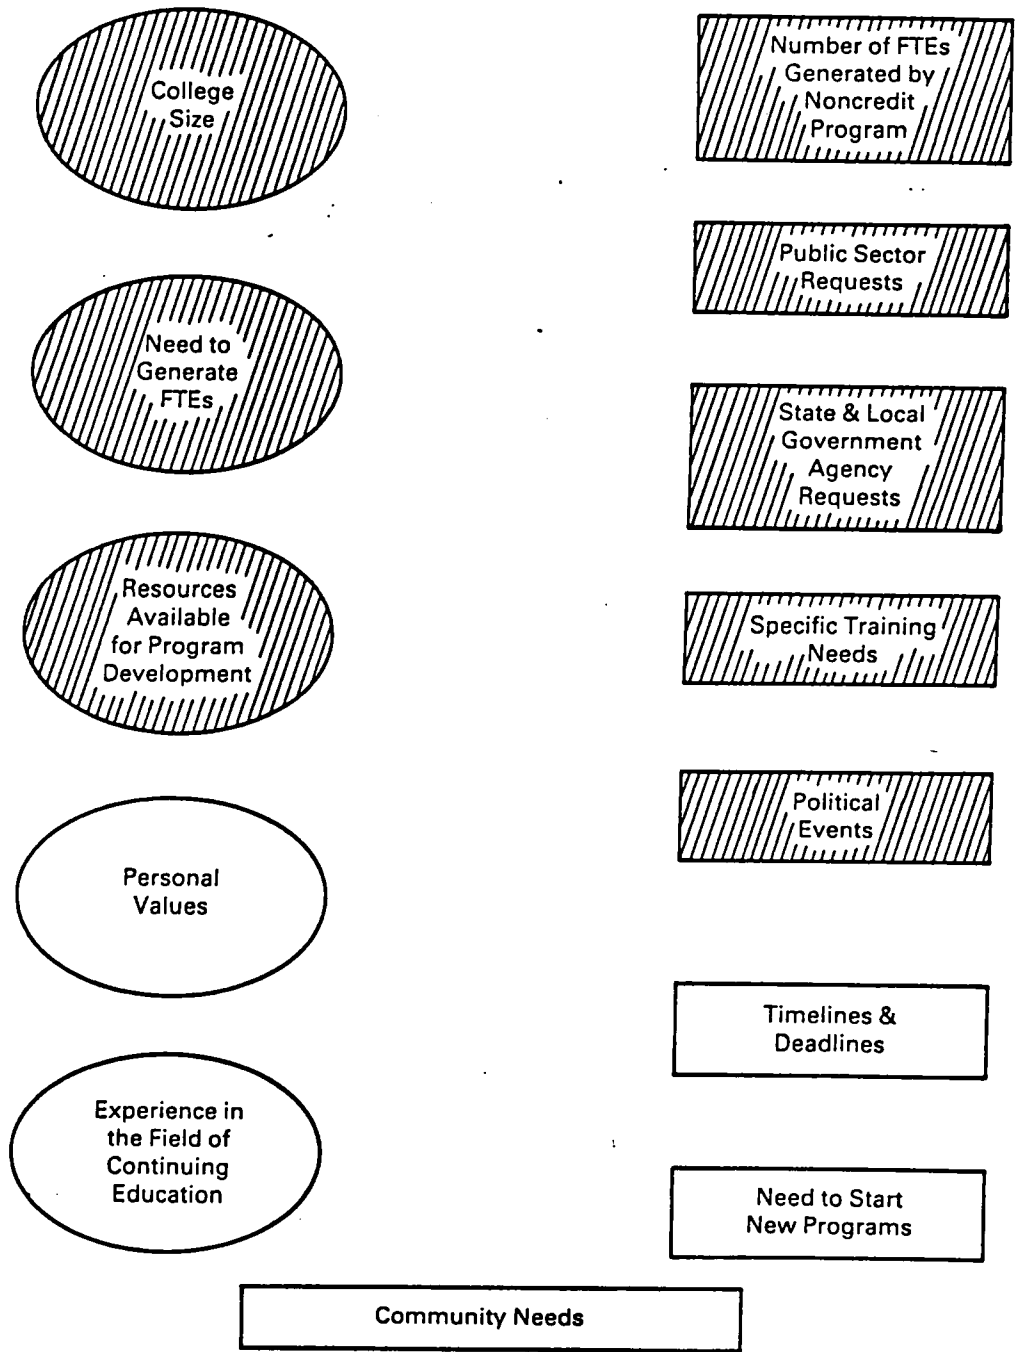 College
Size
Need to
Generate
FTEs
Resources
Available
for Program
Development
Personal
Values
Experience in
the Field of
Continuing
Education
Number of FTEs
Generated by
Noncredit
Program
Public Sector
Requests
State & Local
Government
Agency
Requests
Specific Training
Needs
Political
Events
Timelines &
Deadlines
Need to Start
New Programs
Community Needs